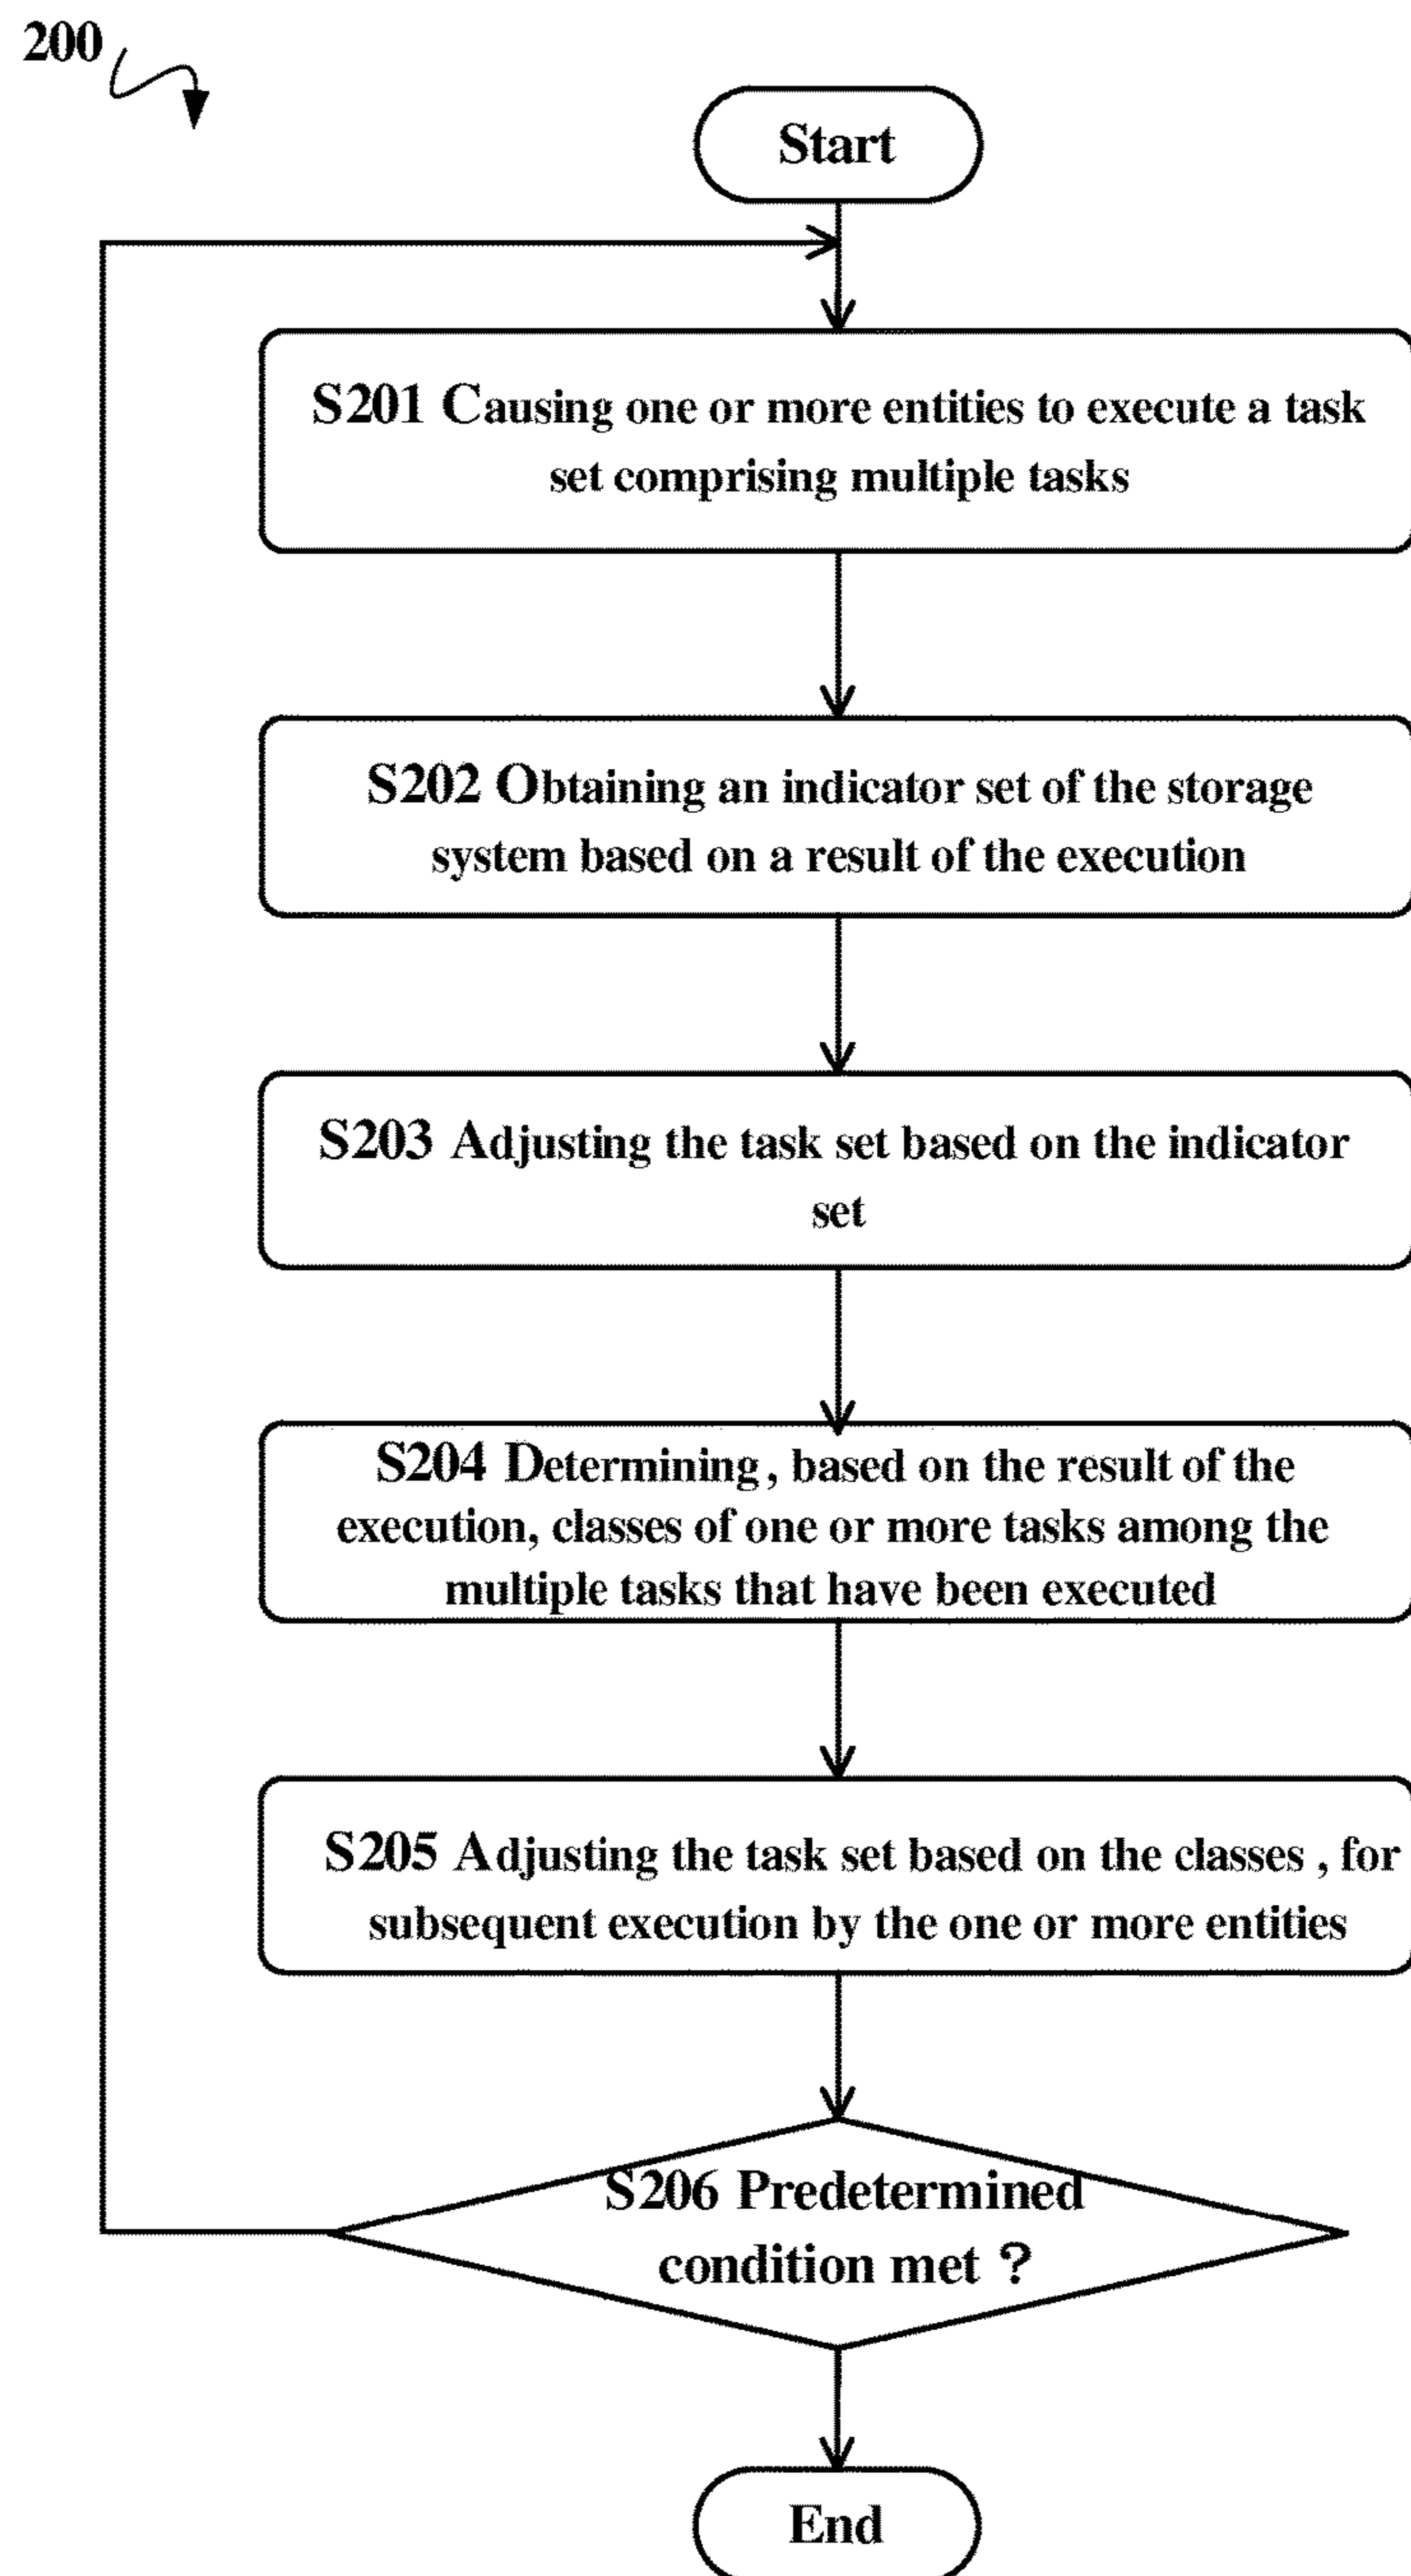 200
Start
S201 Causing one or more entities to execute a task
set comprising multiple tasks
S202 Obtaining an indicator set of the storage
system based on a result of the execution
S203 Adjusting the task set based on the indicator
set
S204 Determining, based on the result of the
execution, classes of one or more tasks among the
multiple tasks that have been executed
S205 Adjusting the task set based on the classes , for
subsequent execution by the one or more entities
S206 Predetermined
condition met ?
End